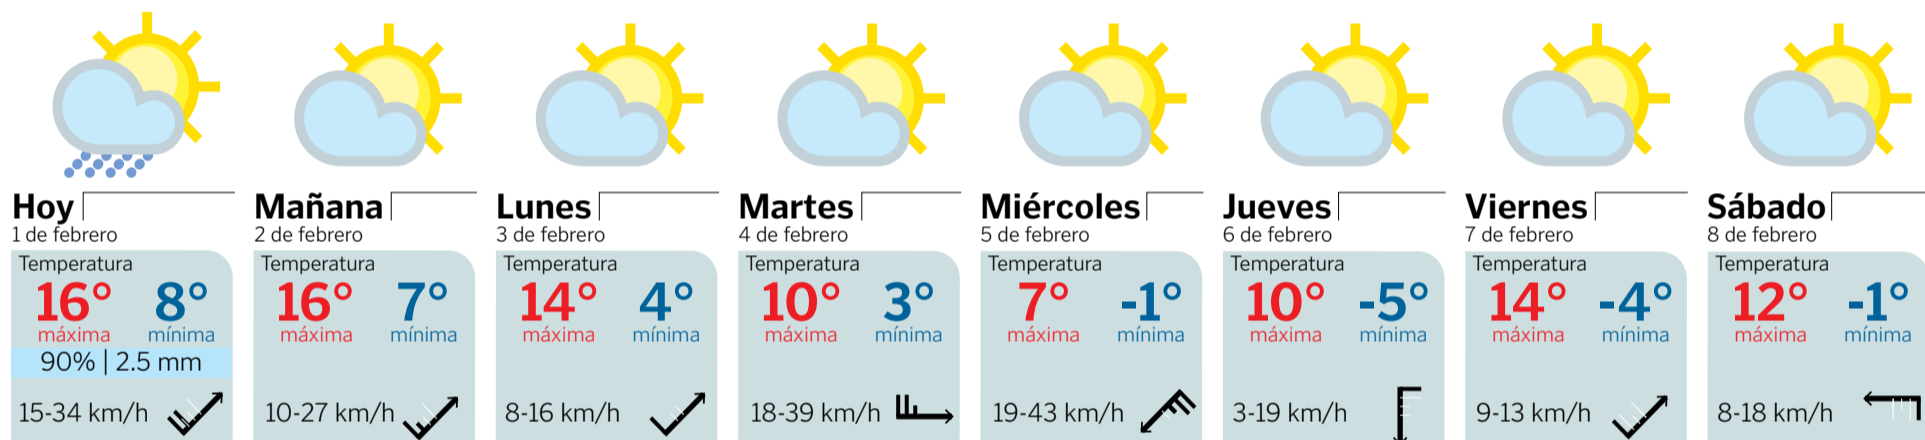 Hoy
1 de febrero
Temperatura
16° 8°
máxima mínima
90% | 2.5 mm
15-34 km/h
Mañana
2 de febrero
Temperatura
16° 7°
máxima mínima
10-27 km/h
Lunes
3 de febrero
Temperatura
14° 4°
máxima mínima
8-16 km/h
Martes
4 de febrero
Temperatura
10° 3°
máxima mínima
18-39 km/h
Miércoles
5 de febrero
Temperatura
7° -1°
máxima mínima
19-43 km/h
Jueves
6 de febrero
Temperatura
10° -5°
máxima mínima
3-19 km/h
Viernes
7 de febrero
Temperatura
14° -4°
máxima mínima
9-13 km/h
Sábado
8 de febrero
Temperatura
12° -1°
máxima mínima
8-18 km/h